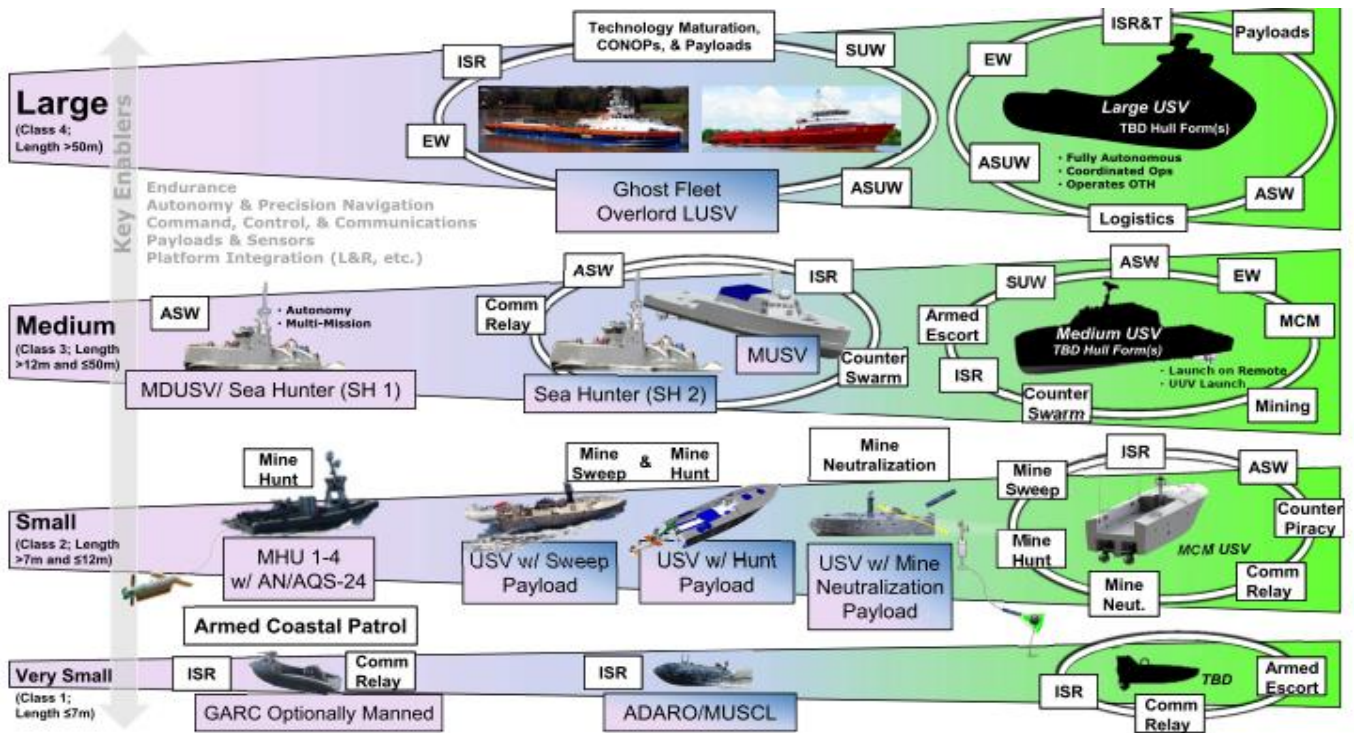 Technology Maturation,
CONOPs, & Payloads
ISR
SUW
EW
ASUW
Ghost Fleet
Overlord LUSV
ISR&T
Payloads
EW
Large USV
TBD Hull Form(s)
ASUW
• Fully Autonomous
• Coordinated Ops
• Operates OTH
ASW
Logistics
Large
(Class 4;
Length >50m)
Key Enablers
Endurance
Autonomy & Precision Navigation
Command, Control, & Communications
Payloads & Sensors
Platform Integration (L&R, etc.)
Medium
(Class 3; Length
>12m and ≤50m)
ASW
• Autonomy
• Multi-Mission
MDUSV/ Sea Hunter (SH 1)
ASW
ISR
Comm
Relay
MUSV
Counter
Swarm
Sea Hunter (SH 2)
ASW
SUW
EW
Armed
Escort
MCM
Medium USV
TBD Hull Form(s)
ISR
• Launch on Remote
• UUV Launch
Counter
Swarm
Mining
Small
(Class 2; Length
>7m and ≤12m)
Mine
Hunt
MHU 1-4
w/ AN/AQS-24
Mine
Sweep
&
Mine
Hunt
USV w/ Sweep
Payload
USV w/ Hunt
Payload
Mine
Neutralization
USV w/ Mine
Neutralization
Payload
ISR
Mine
Sweep
ASW
Counter
Piracy
Mine
Hunt
MCM USV
Mine
Neut.
Comm
Relay
Armed Coastal Patrol
Very Small
(Class 1;
Length ≤7m)
ISR
Comm
Relay
GARC Optionally Manned
ISR
ADARO/MUSCL
TBD
ISR
Armed
Escort
Comm
Relay